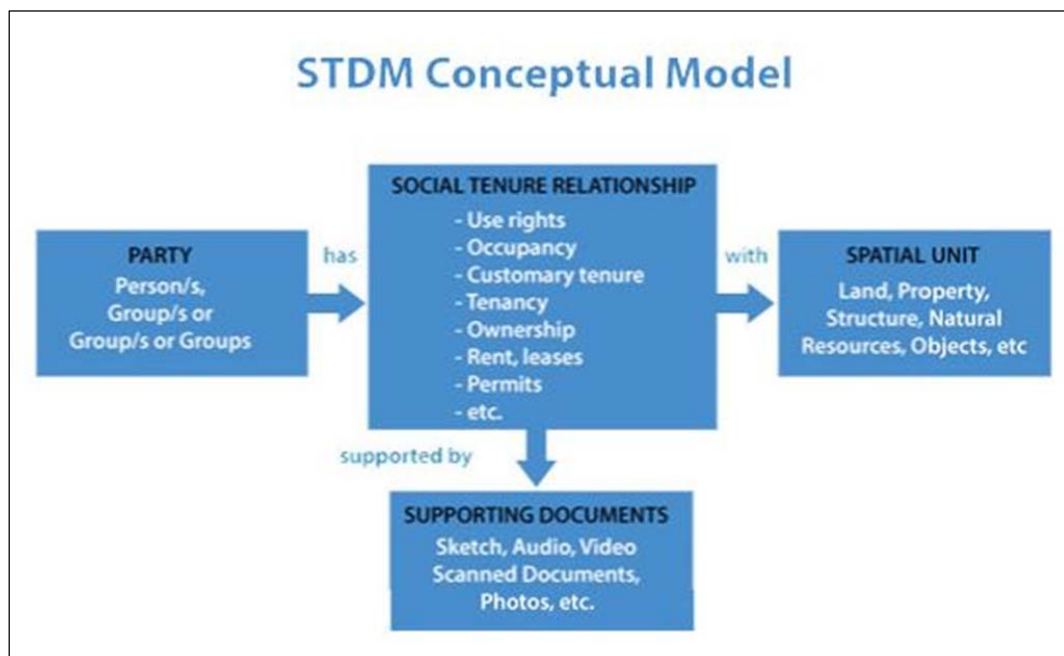 STDM Conceptual Model
PARTY
Person/s,
Group/s or
Group/s or Groups
has
SOCIAL TENURE RELATIONSHIP
- Use rights
- Occupancy
- Customary tenure
- Tenancy
- Ownership
- Rent, leases
- Permits
- etc.
with
SPATIAL UNIT
Land, Property,
Structure, Natural
Resources, Objects, etc
supported by
SUPPORTING DOCUMENTS
Sketch, Audio, Video
Scanned Documents,
Photos, etc.